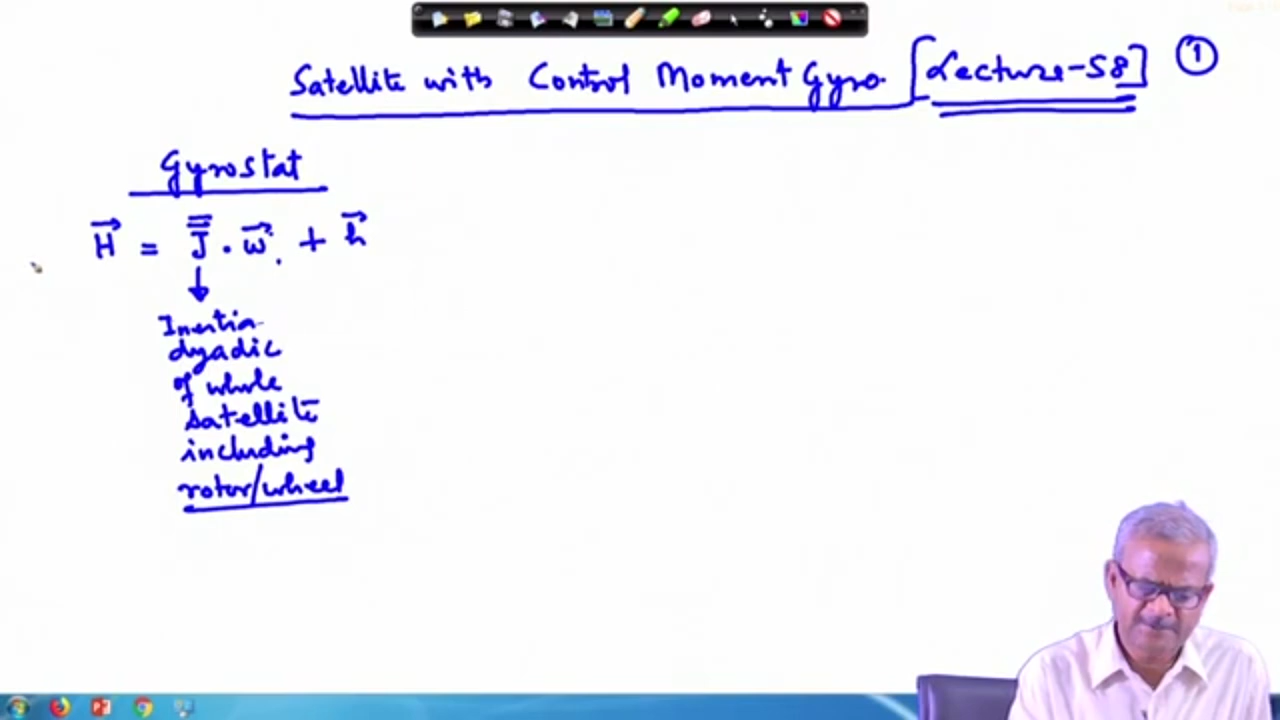 Satellite with Control Moment Gyro [Lecture-58] ①
Gyrostat
H⃗ = J̿ · ω⃗ + h⃗
↓
Inertia
dyadic
of whole
satellite
including
rotor/wheel